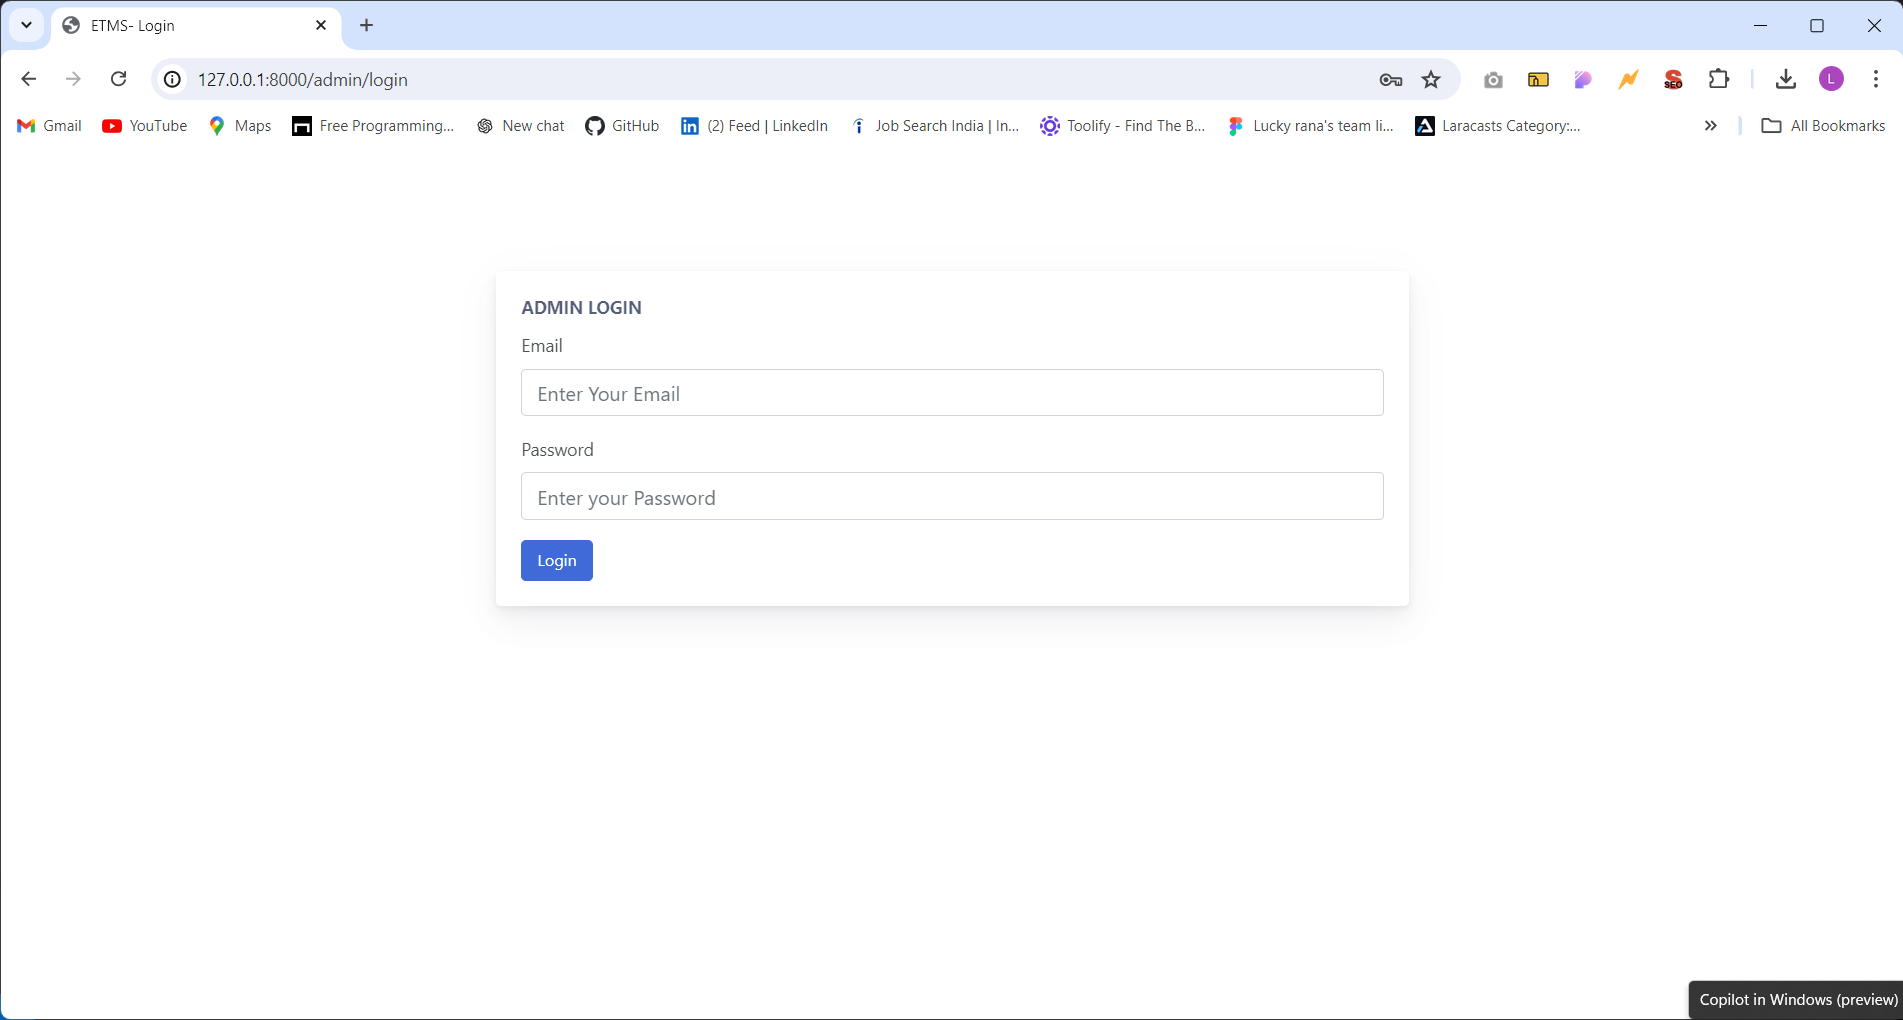 ETMS- Login
127.0.0.1:8000/admin/login
SEO
L
Gmail
YouTube
Maps
Free Programming...
New chat
GitHub
(2) Feed | LinkedIn
Job Search India | In...
Toolify - Find The B...
Lucky rana's team li...
Laracasts Category:...
All Bookmarks
ADMIN LOGIN
Email
Enter Your Email
Password
Enter your Password
Login
Copilot in Windows (preview)